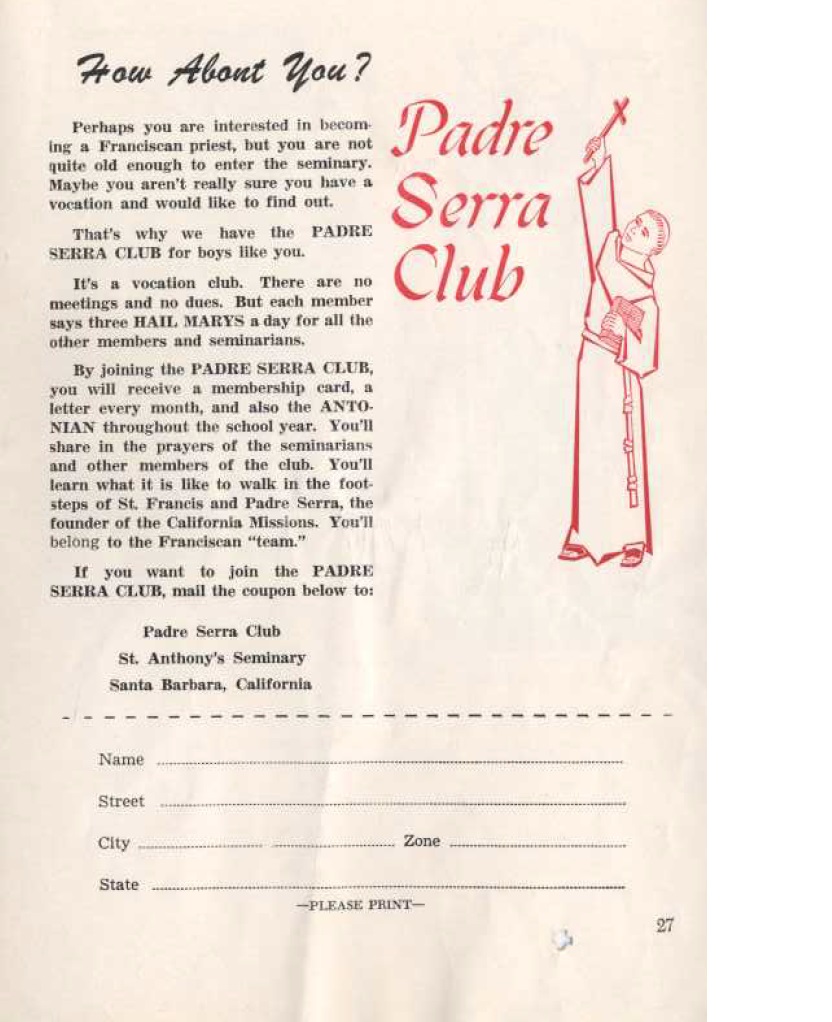 How About You?
Perhaps you are interested in becom-
ing a Franciscan priest, but you are not
quite old enough to enter the seminary.
Maybe you aren't really sure you have a
vocation and would like to find out.
That's why we have the PADRE
SERRA CLUB for boys like you.
It's a vocation club. There are no
meetings and no dues. But each member
says three HAIL MARYS a day for all the
other members and seminarians.
By joining the PADRE SERRA CLUB,
you will receive a membership card, a
letter every month, and also the ANTO-
NIAN throughout the school year. You'll
share in the prayers of the seminarians
and other members of the club. You'll
learn what it is like to walk in the foot-
steps of St. Francis and Padre Serra, the
founder of the California Missions. You'll
belong to the Franciscan "team."
If you want to join the PADRE
SERRA CLUB, mail the coupon below to:
Padre Serra Club
St. Anthony's Seminary
Santa Barbara, California
Padre
Serra
Club
Name
Street
City Zone
State
—PLEASE PRINT—
27